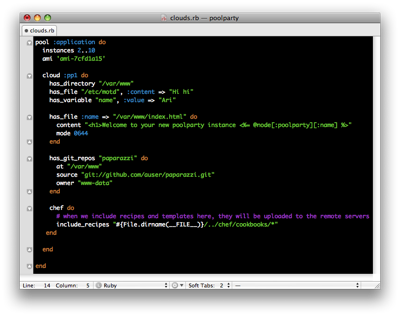 clouds.rb — poolparty
clouds.rb
pool :application do
instances 2..10
ami 'ami-7cfd1a15'
cloud :pp1 do
has_directory "/var/www"
has_file "/etc/motd", :content => "Hi hi"
has_variable "name", :value => "Ari"
has_file :name => "/var/www/index.html" do
content "<h1>Welcome to your new poolparty instance <%= @node[:poolparty][:name] %>"
mode 0644
end
has_git_repos "paparazzi" do
at "/var/www"
source "git://github.com/auser/paparazzi.git"
owner "www-data"
end
chef do
# when we include recipes and templates here, they will be uploaded to the remote servers
include_recipes "#{File.dirname(__FILE__)}/../chef/cookbooks/*"
end
end
end
Line: 14 Column: 5 Ruby Soft Tabs: 2 —